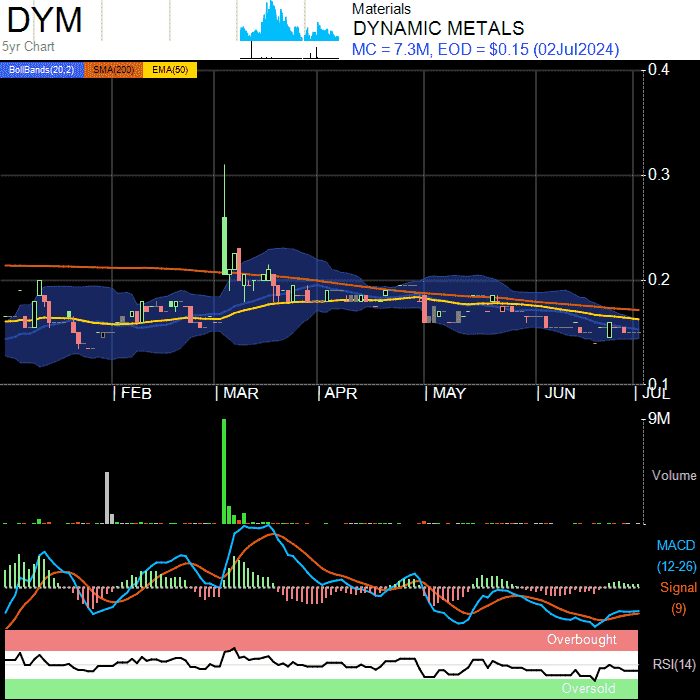 DYM
5yr Chart
Materials
DYNAMIC METALS
MC = 7.3M, EOD = $0.15 (02Jul2024)
BollBands(20,2) SMA(200) EMA(50)
0.4
0.3
0.2
0.1
FEB MAR APR MAY JUN JUL
9M
Volume
MACD
(12-26)
Signal
(9)
Overbought
RSI(14)
Oversold